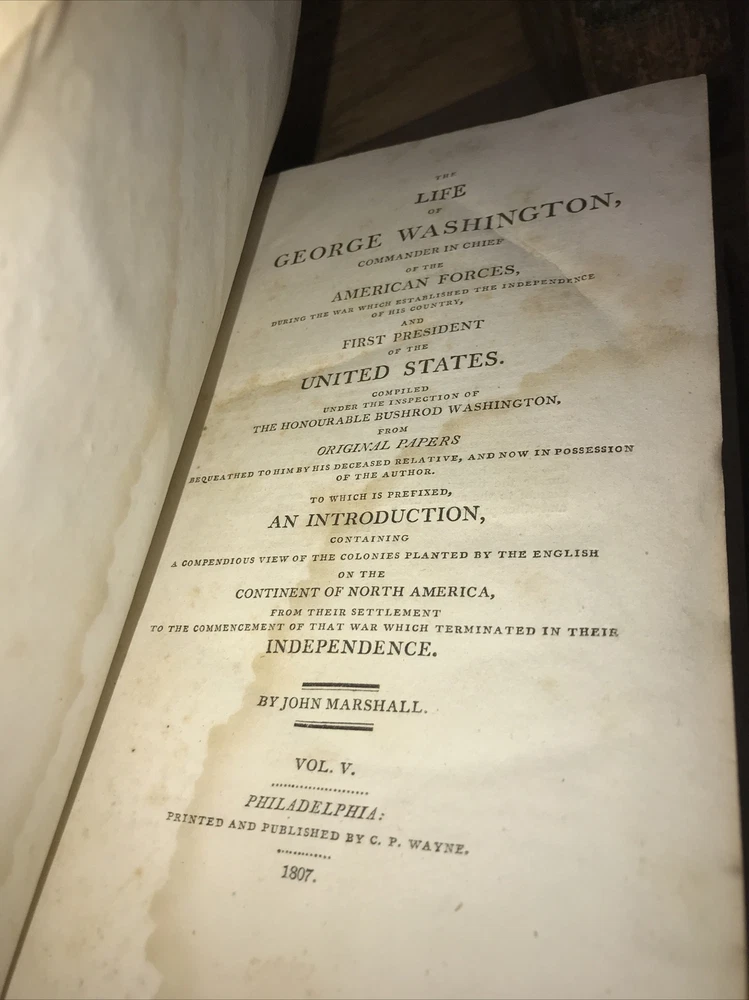 THE
LIFE
OF
GEORGE WASHINGTON,
COMMANDER IN CHIEF
OF THE
AMERICAN FORCES,
DURING THE WAR WHICH ESTABLISHED THE INDEPENDENCE
OF HIS COUNTRY,
AND
FIRST PRESIDENT
OF THE
UNITED STATES.
COMPILED
UNDER THE INSPECTION OF
THE HONOURABLE BUSHROD WASHINGTON,
FROM
ORIGINAL PAPERS
BEQUEATHED TO HIM BY HIS DECEASED RELATIVE, AND NOW IN POSSESSION
OF THE AUTHOR.
TO WHICH IS PREFIXED,
AN INTRODUCTION,
CONTAINING
A COMPENDIOUS VIEW OF THE COLONIES PLANTED BY THE ENGLISH
ON THE
CONTINENT OF NORTH AMERICA,
FROM THEIR SETTLEMENT
TO THE COMMENCEMENT OF THAT WAR WHICH TERMINATED IN THEIR
INDEPENDENCE.
BY JOHN MARSHALL.
VOL. V.
PHILADELPHIA:
PRINTED AND PUBLISHED BY C. P. WAYNE.
1807.